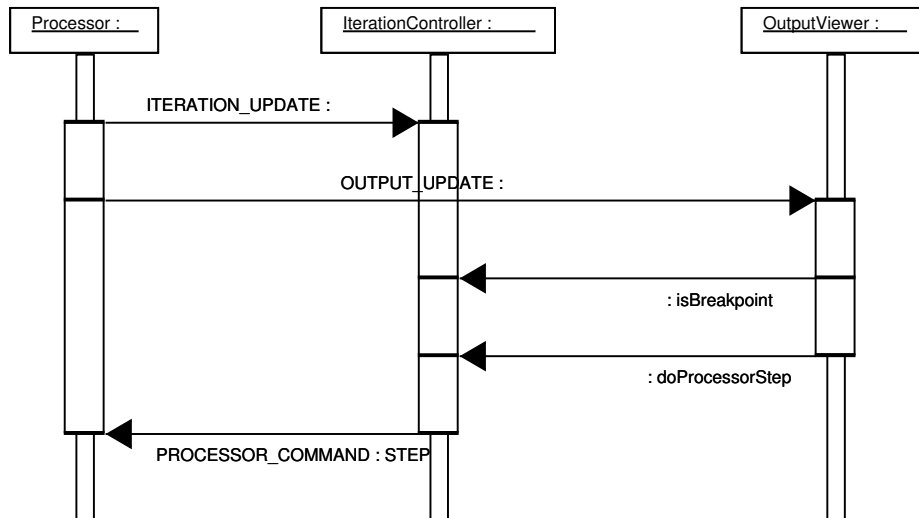 Processor :
IterationController :
OutputViewer :
ITERATION_UPDATE :
OUTPUT_UPDATE :
: isBreakpoint
: doProcessorStep
PROCESSOR_COMMAND : STEP